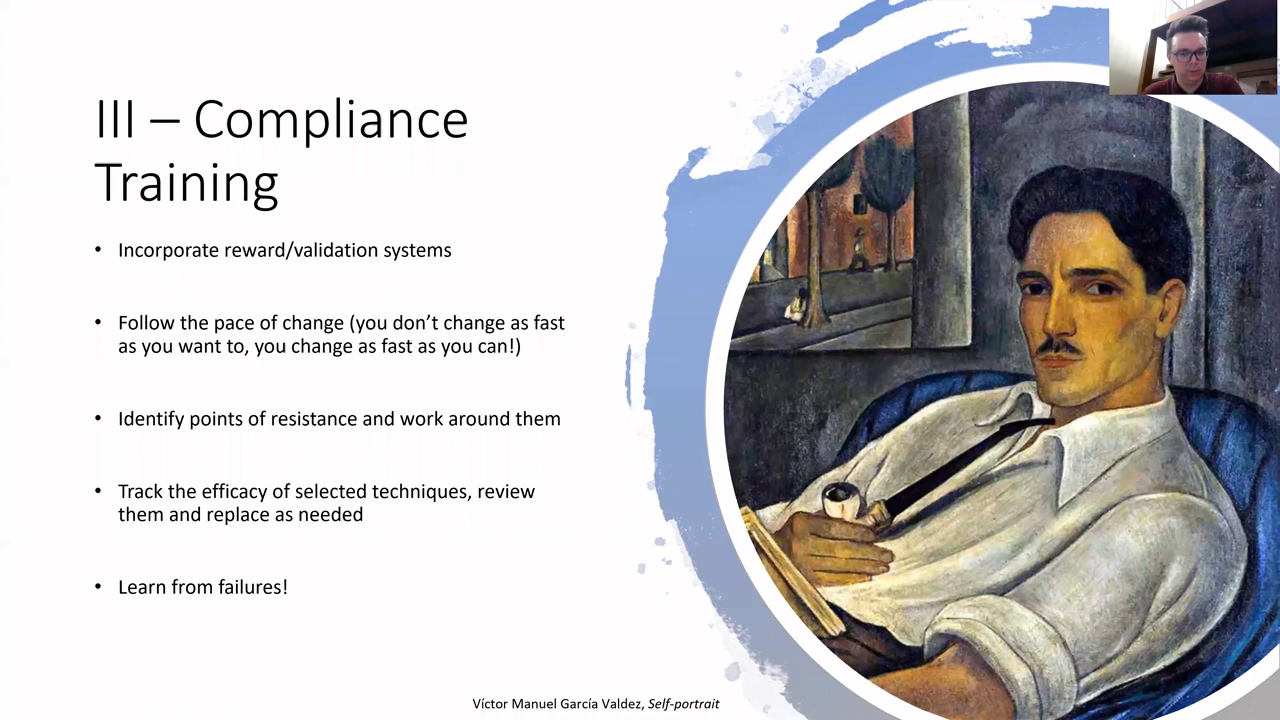 III – Compliance
Training
• Incorporate reward/validation systems
• Follow the pace of change (you don’t change as fast
as you want to, you change as fast as you can!)
• Identify points of resistance and work around them
• Track the efficacy of selected techniques, review
them and replace as needed
• Learn from failures!
Víctor Manuel García Valdez, Self-portrait